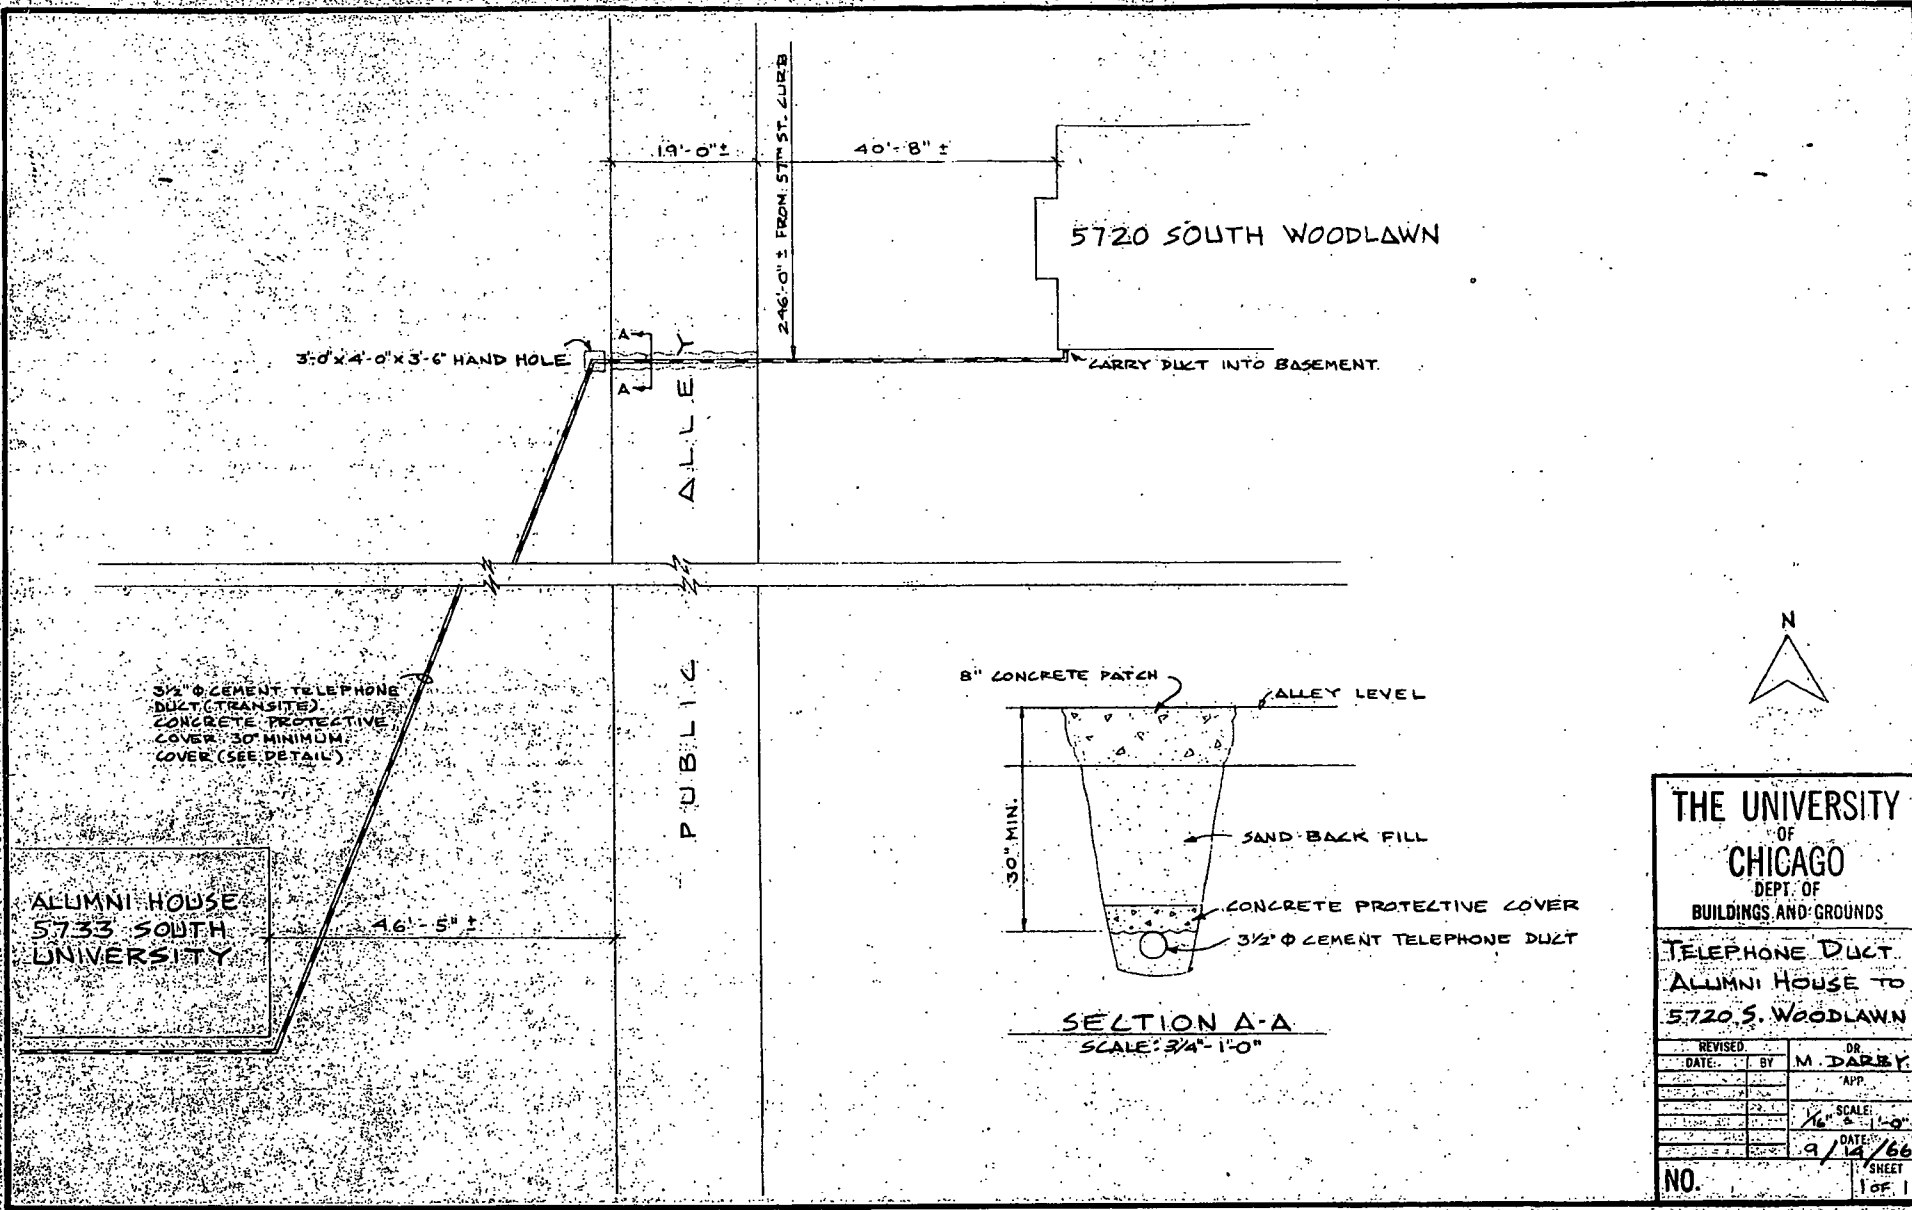 19'-0" ±
246'-0" ± FROM 57TH ST. CURB
40'-8" ±
5720 SOUTH WOODLAWN
3'-0" x 4'-0" x 3'-6" HAND HOLE
A
A
CARRY DUCT INTO BASEMENT.
PUBLIC ALLEY
N
3½" Φ CEMENT TELEPHONE
DUCT (TRANSITE)
CONCRETE PROTECTIVE
COVER 30" MINIMUM
COVER (SEE DETAIL)
8" CONCRETE PATCH
ALLEY LEVEL
30" MIN.
SAND BACK FILL
CONCRETE PROTECTIVE COVER
3½" Φ CEMENT TELEPHONE DUCT
SECTION A-A
SCALE: 3/4"-1'-0"
ALUMNI HOUSE
5733 SOUTH
UNIVERSITY
46'-5" ±
THE UNIVERSITY
OF
CHICAGO
DEPT. OF
BUILDINGS AND GROUNDS
TELEPHONE DUCT
ALUMNI HOUSE TO
5720 S. WOODLAWN
REVISED
DATE BY
DR.
M. DARBY
APP.
SCALE
1/16" = 1'-0"
DATE
9/14/66
NO.
SHEET
1 OF 1